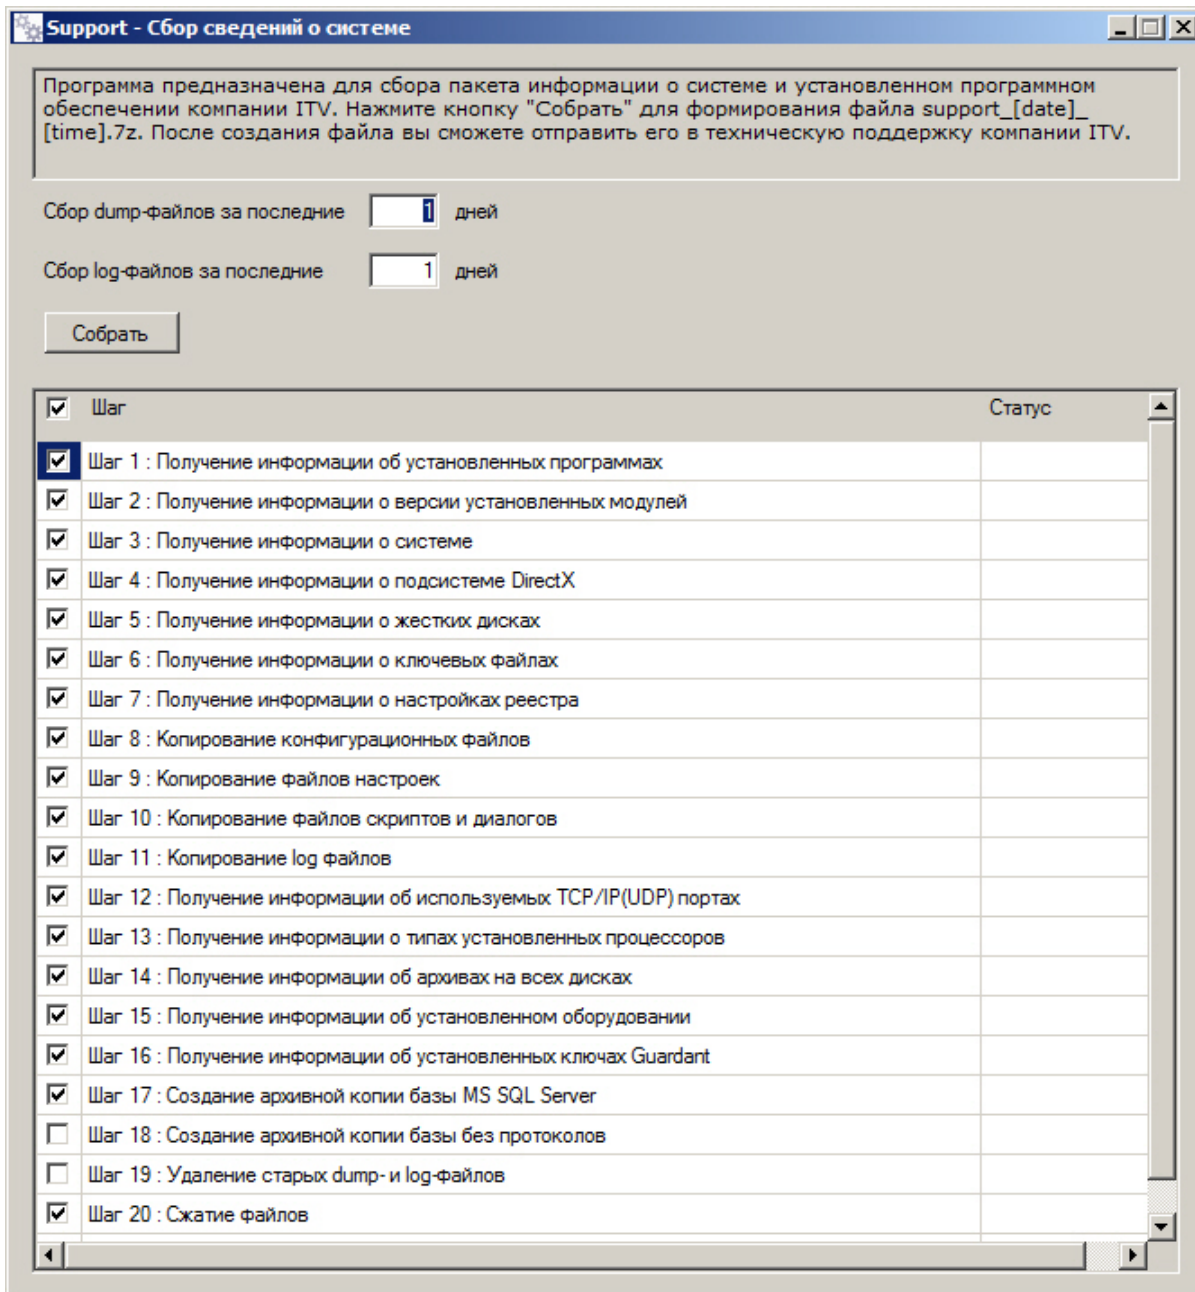 Support - Сбор сведений о системе
Программа предназначена для сбора пакета информации о системе и установленном программном
обеспечении компании ITV. Нажмите кнопку "Собрать" для формирования файла support_[date]_
[time].7z. После создания файла вы сможете отправить его в техническую поддержку компании ITV.
Сбор dump-файлов за последние 1 дней
Сбор log-файлов за последние 1 дней
Собрать
Шаг Статус
Шаг 1 : Получение информации об установленных программах
Шаг 2 : Получение информации о версии установленных модулей
Шаг 3 : Получение информации о системе
Шаг 4 : Получение информации о подсистеме DirectX
Шаг 5 : Получение информации о жестких дисках
Шаг 6 : Получение информации о ключевых файлах
Шаг 7 : Получение информации о настройках реестра
Шаг 8 : Копирование конфигурационных файлов
Шаг 9 : Копирование файлов настроек
Шаг 10 : Копирование файлов скриптов и диалогов
Шаг 11 : Копирование log файлов
Шаг 12 : Получение информации об используемых TCP/IP(UDP) портах
Шаг 13 : Получение информации о типах установленных процессоров
Шаг 14 : Получение информации об архивах на всех дисках
Шаг 15 : Получение информации об установленном оборудовании
Шаг 16 : Получение информации об установленных ключах Guardant
Шаг 17 : Создание архивной копии базы MS SQL Server
Шаг 18 : Создание архивной копии базы без протоколов
Шаг 19 : Удаление старых dump- и log-файлов
Шаг 20 : Сжатие файлов